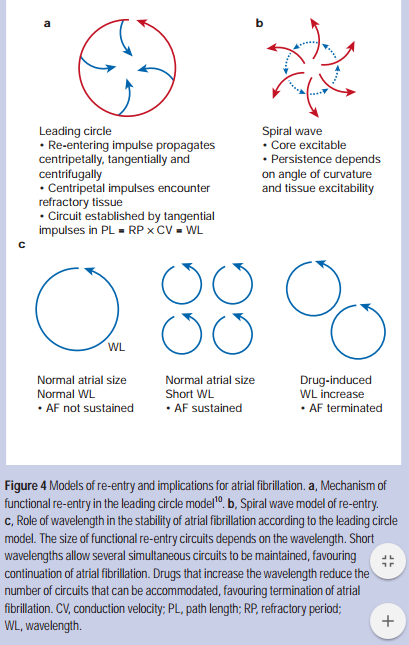 a
b
Leading circle
• Re-entering impulse propagates
centripetally, tangentially and
centrifugally
• Centripetal impulses encounter
refractory tissue
• Circuit established by tangential
impulses in PL = RP × CV = WL
Spiral wave
• Core excitable
• Persistence depends
on angle of curvature
and tissue excitability
c
WL
Normal atrial size
Normal WL
• AF not sustained
Normal atrial size
Short WL
• AF sustained
Drug-induced
WL increase
• AF terminated
Figure 4 Models of re-entry and implications for atrial fibrillation. a, Mechanism of
functional re-entry in the leading circle model¹⁰. b, Spiral wave model of re-entry.
c, Role of wavelength in the stability of atrial fibrillation according to the leading circle
model. The size of functional re-entry circuits depends on the wavelength. Short
wavelengths allow several simultaneous circuits to be maintained, favouring
continuation of atrial fibrillation. Drugs that increase the wavelength reduce the
number of circuits that can be accommodated, favouring termination of atrial
fibrillation. CV, conduction velocity; PL, path length; RP, refractory period;
WL, wavelength.